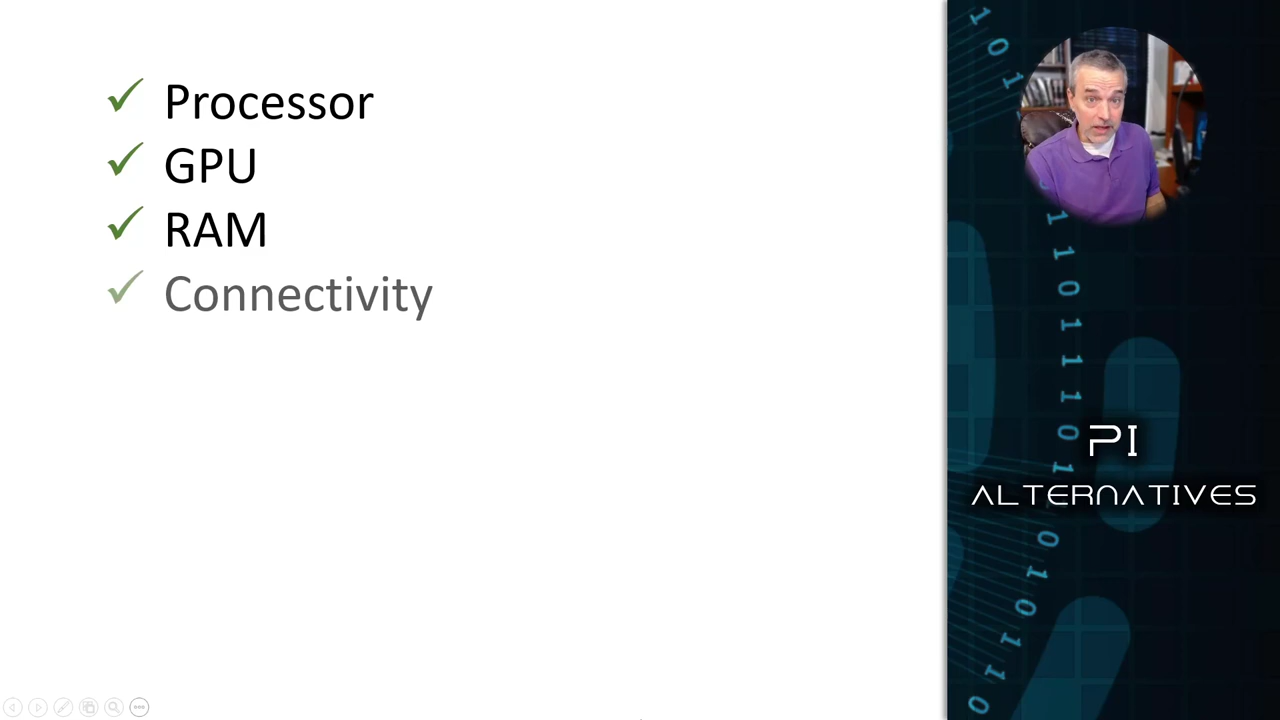 Processor
GPU
RAM
Connectivity
PI
ALTERNATIVES